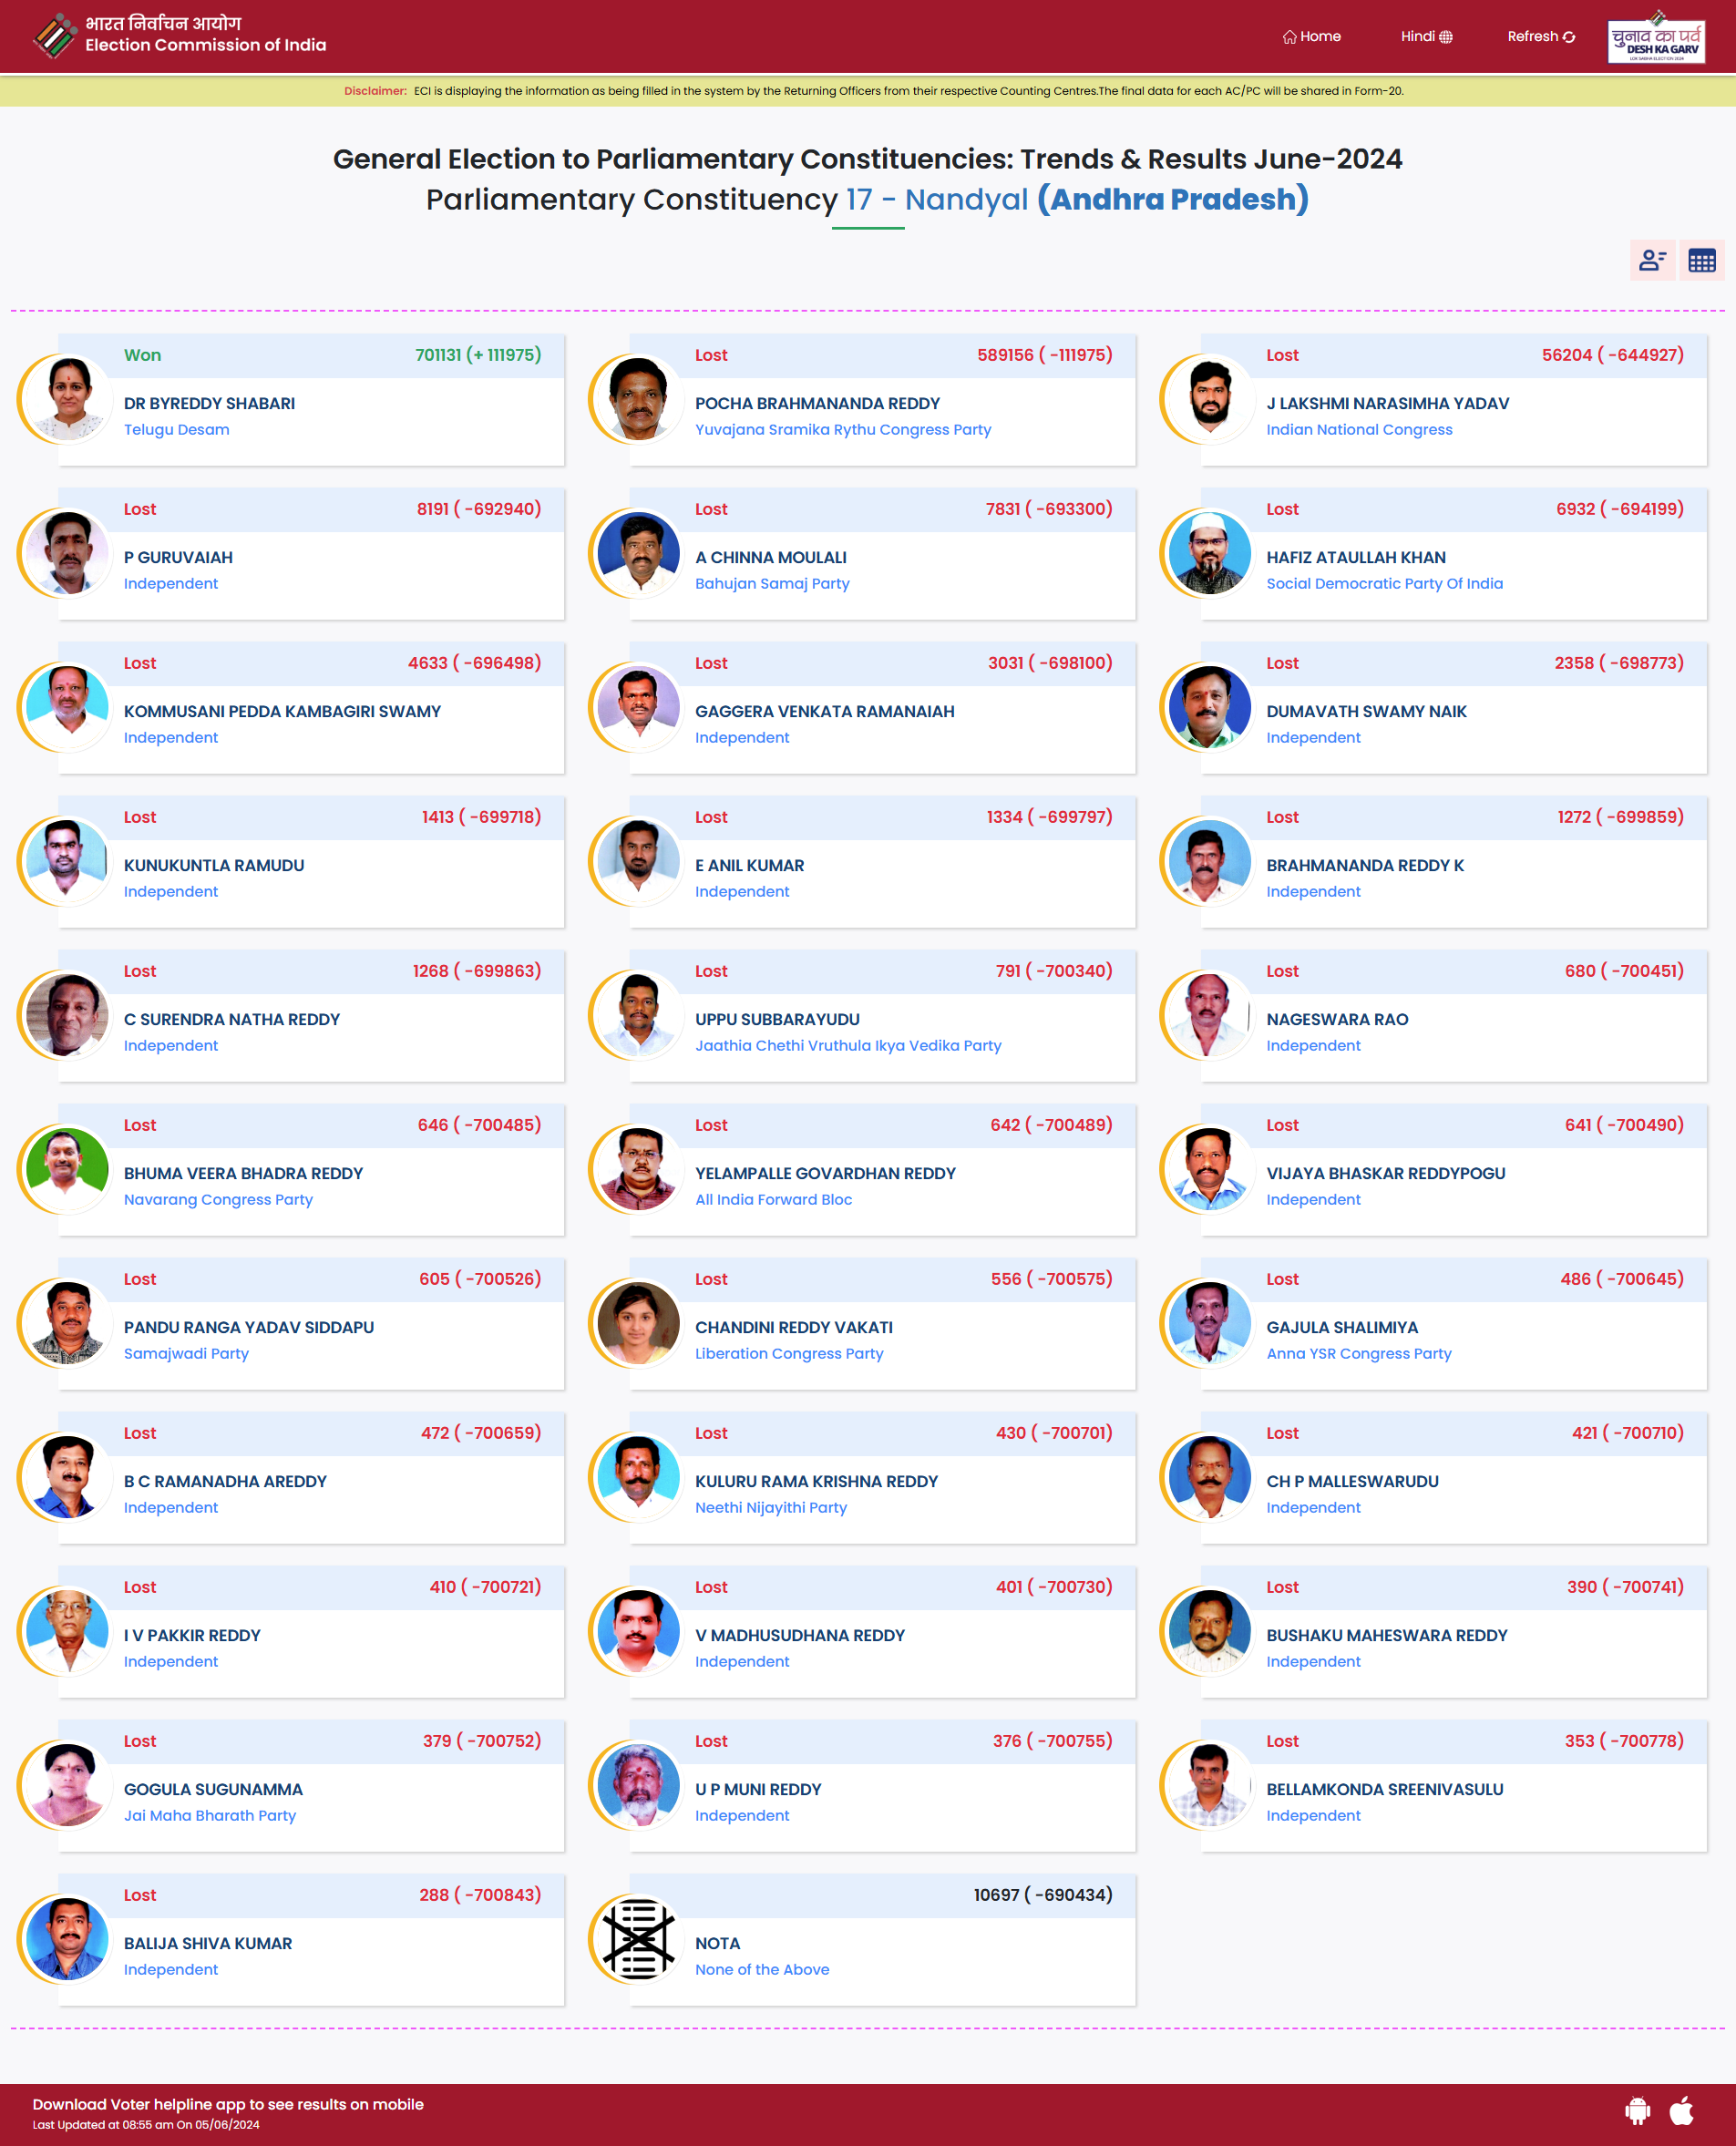 भारत निर्वाचन आयोग
Election Commission of India
Home
Hindi
Refresh
चुनाव का पर्व
DESH KA GARV
LOK SABHA ELECTION 2024
Disclaimer: ECI is displaying the information as being filled in the system by the Returning Officers from their respective Counting Centres.The final data for each AC/PC will be shared in Form-20.
General Election to Parliamentary Constituencies: Trends & Results June-2024
Parliamentary Constituency 17 - Nandyal (Andhra Pradesh)
Won 701131 (+ 111975)
DR BYREDDY SHABARI
Telugu Desam
Lost 589156 ( -111975)
POCHA BRAHMANANDA REDDY
Yuvajana Sramika Rythu Congress Party
Lost 56204 ( -644927)
J LAKSHMI NARASIMHA YADAV
Indian National Congress
Lost 8191 ( -692940)
P GURUVAIAH
Independent
Lost 7831 ( -693300)
A CHINNA MOULALI
Bahujan Samaj Party
Lost 6932 ( -694199)
HAFIZ ATAULLAH KHAN
Social Democratic Party Of India
Lost 4633 ( -696498)
KOMMUSANI PEDDA KAMBAGIRI SWAMY
Independent
Lost 3031 ( -698100)
GAGGERA VENKATA RAMANAIAH
Independent
Lost 2358 ( -698773)
DUMAVATH SWAMY NAIK
Independent
Lost 1413 ( -699718)
KUNUKUNTLA RAMUDU
Independent
Lost 1334 ( -699797)
E ANIL KUMAR
Independent
Lost 1272 ( -699859)
BRAHMANANDA REDDY K
Independent
Lost 1268 ( -699863)
C SURENDRA NATHA REDDY
Independent
Lost 791 ( -700340)
UPPU SUBBARAYUDU
Jaathia Chethi Vruthula Ikya Vedika Party
Lost 680 ( -700451)
NAGESWARA RAO
Independent
Lost 646 ( -700485)
BHUMA VEERA BHADRA REDDY
Navarang Congress Party
Lost 642 ( -700489)
YELAMPALLE GOVARDHAN REDDY
All India Forward Bloc
Lost 641 ( -700490)
VIJAYA BHASKAR REDDYPOGU
Independent
Lost 605 ( -700526)
PANDU RANGA YADAV SIDDAPU
Samajwadi Party
Lost 556 ( -700575)
CHANDINI REDDY VAKATI
Liberation Congress Party
Lost 486 ( -700645)
GAJULA SHALIMIYA
Anna YSR Congress Party
Lost 472 ( -700659)
B C RAMANADHA AREDDY
Independent
Lost 430 ( -700701)
KULURU RAMA KRISHNA REDDY
Neethi Nijayithi Party
Lost 421 ( -700710)
CH P MALLESWARUDU
Independent
Lost 410 ( -700721)
I V PAKKIR REDDY
Independent
Lost 401 ( -700730)
V MADHUSUDHANA REDDY
Independent
Lost 390 ( -700741)
BUSHAKU MAHESWARA REDDY
Independent
Lost 379 ( -700752)
GOGULA SUGUNAMMA
Jai Maha Bharath Party
Lost 376 ( -700755)
U P MUNI REDDY
Independent
Lost 353 ( -700778)
BELLAMKONDA SREENIVASULU
Independent
Lost 288 ( -700843)
BALIJA SHIVA KUMAR
Independent
10697 ( -690434)
NOTA
None of the Above
Download Voter helpline app to see results on mobile
Last Updated at 08:55 am On 05/06/2024